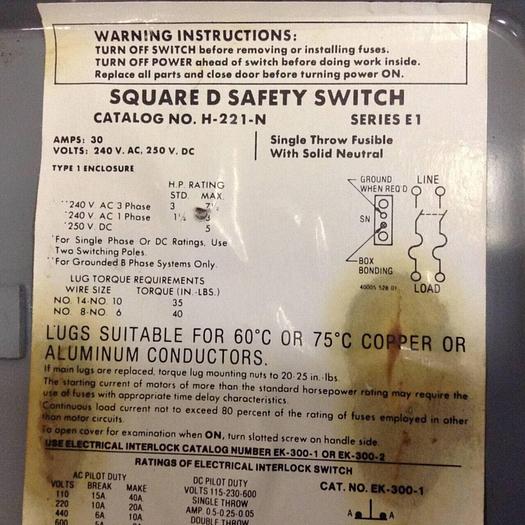 WARNING INSTRUCTIONS:
TURN OFF SWITCH before removing or installing fuses.
TURN OFF POWER ahead of switch before doing work inside.
Replace all parts and close door before turning power ON.
SQUARE D SAFETY SWITCH
CATALOG NO. H-221-N SERIES E1
AMPS: 30
VOLTS: 240 V. AC, 250 V. DC
Single Throw Fusible
With Solid Neutral
TYPE 1 ENCLOSURE
H.P. RATING
STD. MAX.
**240 V. AC 3 Phase 3 7½
*240 V. AC 1 Phase 1½ 3
*250 V. DC 5
*For Single Phase Or DC Ratings, Use
Two Switching Poles.
**For Grounded B Phase Systems Only.
GROUND
WHEN REQ'D
LINE
SN
BOX
BONDING
LOAD
40005 528 01
LUG TORQUE REQUIREMENTS
WIRE SIZE TORQUE (IN.-LBS.)
NO. 14-NO. 10 35
NO. 8-NO. 6 40
LUGS SUITABLE FOR 60°C OR 75°C COPPER OR
ALUMINUM CONDUCTORS.
If main lugs are replaced, torque lug mounting nuts to 20-25 in.-lbs.
The starting current of motors of more than the standard horsepower rating may require the
use of fuses with appropriate time delay characteristics.
Continuous load current not to exceed 80 percent of the rating of fuses employed in other
than motor circuits.
To open cover for examination when ON, turn slotted screw on handle side.
USE ELECTRICAL INTERLOCK CATALOG NUMBER EK-300-1 OR EK-300-2
RATINGS OF ELECTRICAL INTERLOCK SWITCH
AC PILOT DUTY
VOLTS BREAK MAKE
110 15A 40A
220 10A 20A
440 6A 10A
600 5A
DC PILOT DUTY
VOLTS 115-230-600
SINGLE THROW
AMP. 0.5-0.25-0.05
DOUBLE THROW
CAT. NO. EK-300-1
A A